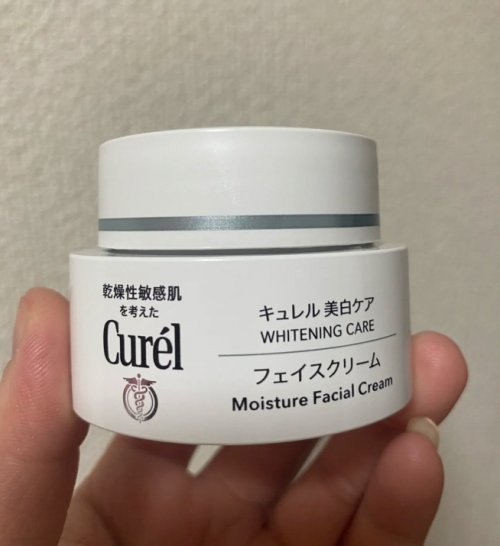 乾燥性敏感肌
を考えた
Curél
キュレル 美白ケア
WHITENING CARE
フェイスクリーム
Moisture Facial Cream